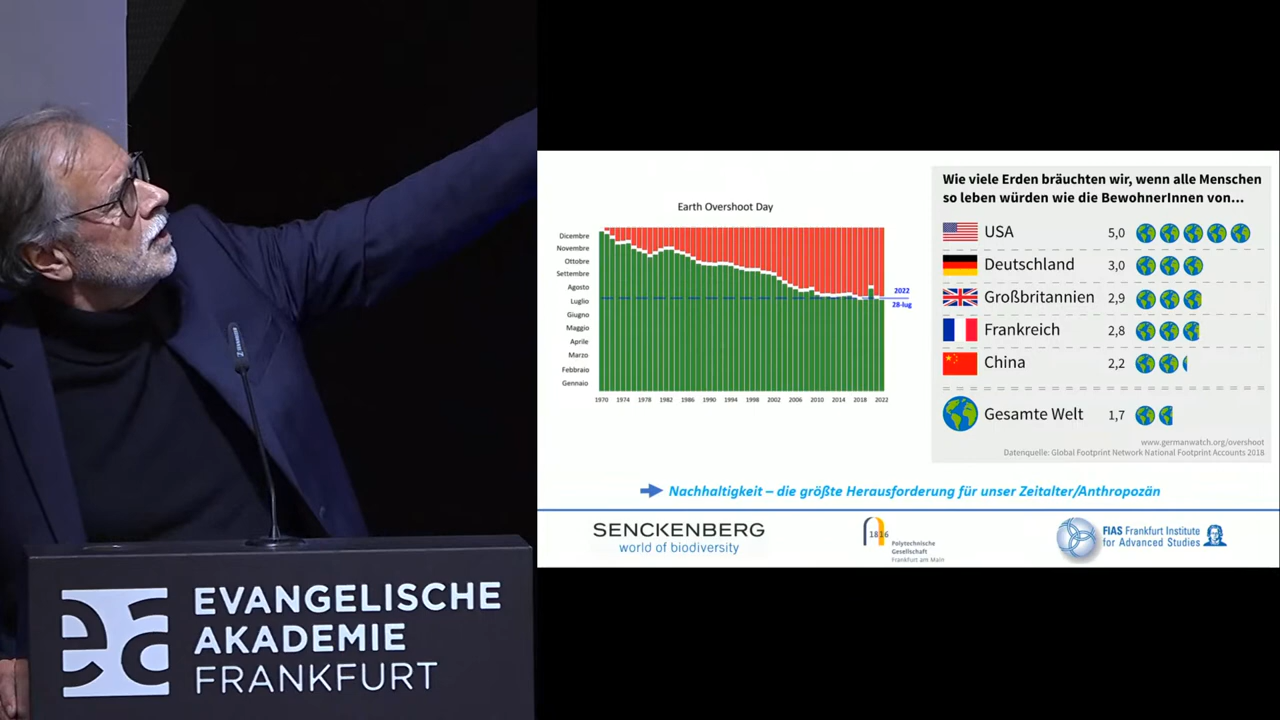 Earth Overshoot Day
Dicembre
Novembre
Ottobre
Settembre
Agosto
Luglio
Giugno
Maggio
Aprile
Marzo
Febbraio
Gennaio
1970 1974 1978 1982 1986 1990 1994 1998 2002 2006 2010 2014 2018 2022
2022
28-lug
Wie viele Erden bräuchten wir, wenn alle Menschen
so leben würden wie die BewohnerInnen von...
USA 5,0
Deutschland 3,0
Großbritannien 2,9
Frankreich 2,8
China 2,2
Gesamte Welt 1,7
www.germanwatch.org/overshoot
Datenquelle: Global Footprint Network National Footprint Accounts 2018
Nachhaltigkeit – die größte Herausforderung für unser Zeitalter/Anthropozän
SENCKENBERG
world of biodiversity
1816
Polytechnische
Gesellschaft
Frankfurt am Main
FIAS Frankfurt Institute
for Advanced Studies
ea
EVANGELISCHE
AKADEMIE
FRANKFURT